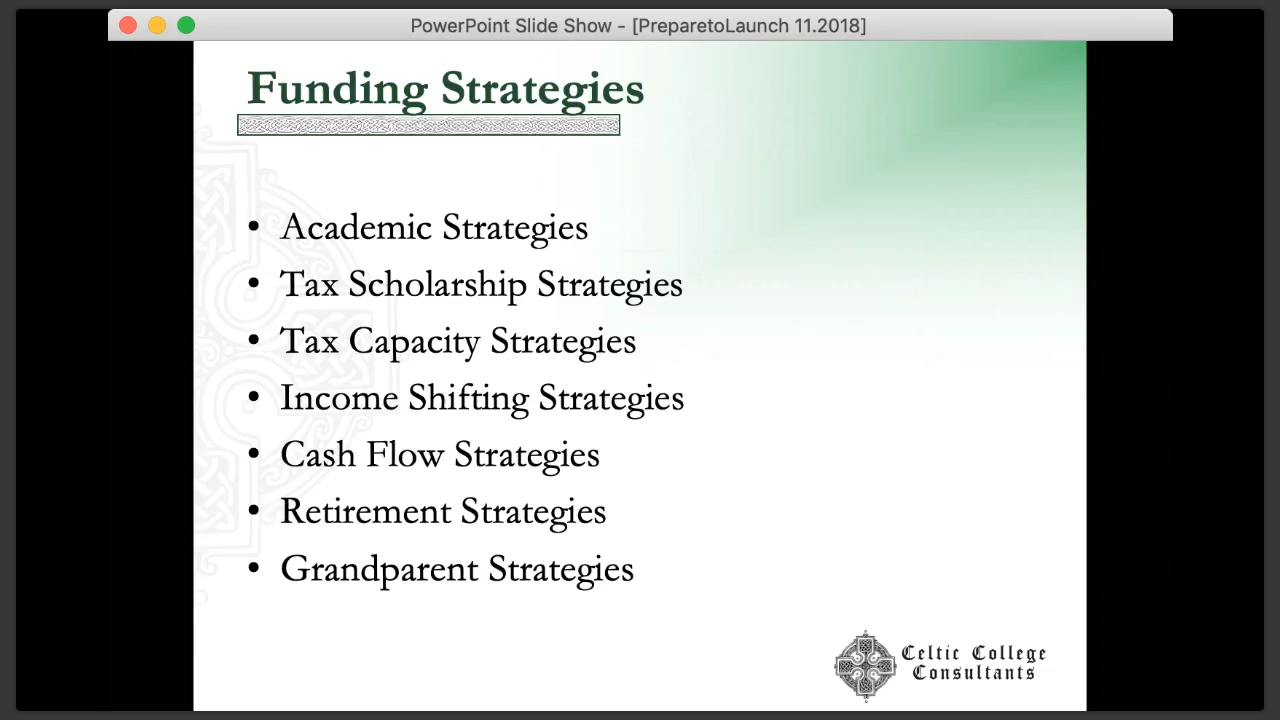 PowerPoint Slide Show - [PreparetoLaunch 11.2018]
Funding Strategies
• Academic Strategies
• Tax Scholarship Strategies
• Tax Capacity Strategies
• Income Shifting Strategies
• Cash Flow Strategies
• Retirement Strategies
• Grandparent Strategies
Celtic College
Consultants